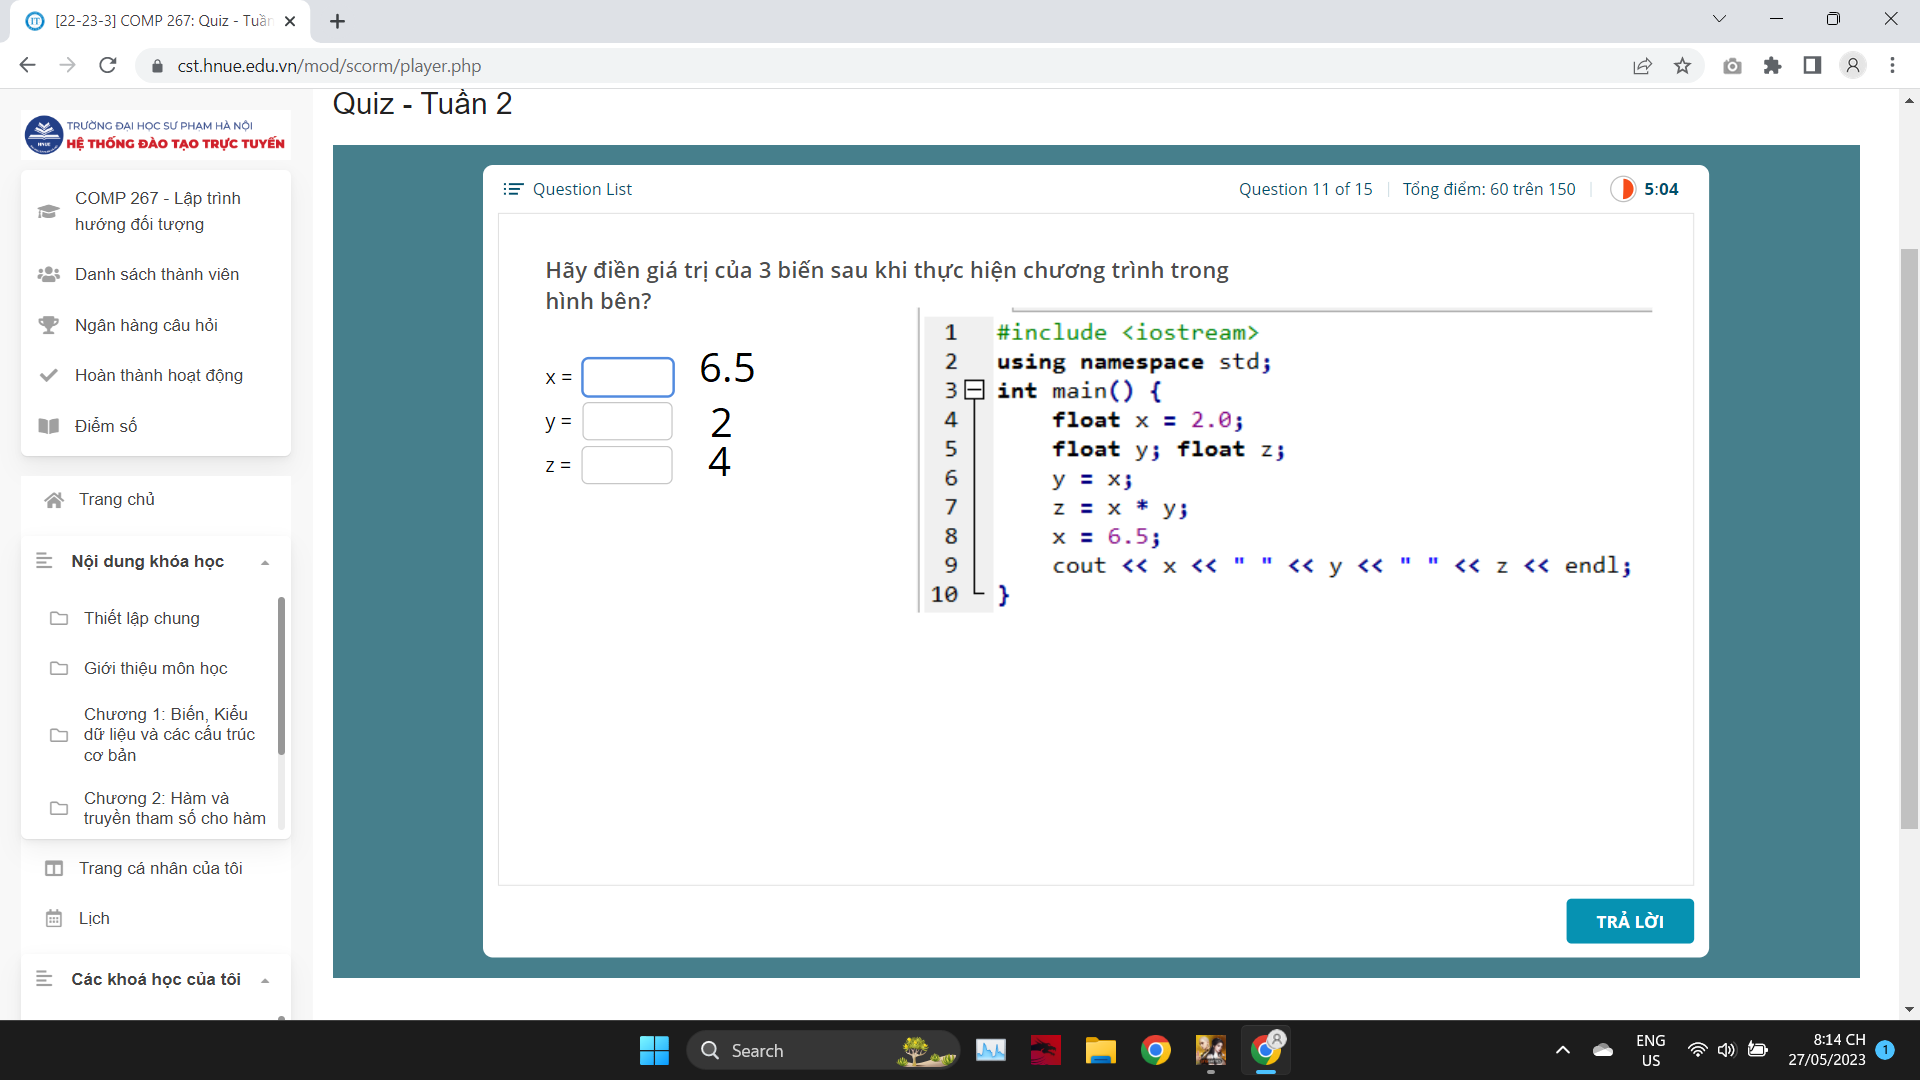 [22-23-3] COMP 267: Quiz - Tuần
cst.hnue.edu.vn/mod/scorm/player.php
TRƯỜNG ĐẠI HỌC SƯ PHẠM HÀ NỘI
HỆ THỐNG ĐÀO TẠO TRỰC TUYẾN
COMP 267 - Lập trình
hướng đối tượng
Danh sách thành viên
Ngân hàng câu hỏi
Hoàn thành hoạt động
Điểm số
Trang chủ
Nội dung khóa học
Thiết lập chung
Giới thiệu môn học
Chương 1: Biến, Kiểu
dữ liệu và các cấu trúc
cơ bản
Chương 2: Hàm và
truyền tham số cho hàm
Trang cá nhân của tôi
Lịch
Các khoá học của tôi
Quiz - Tuần 2
Question List
Question 11 of 15
Tổng điểm: 60 trên 150
5:04
Hãy điền giá trị của 3 biến sau khi thực hiện chương trình trong
hình bên?
x = 6.5
y = 2
z = 4
1 #include <iostream>
2 using namespace std;
3 int main() {
4 float x = 2.0;
5 float y; float z;
6 y = x;
7 z = x * y;
8 x = 6.5;
9 cout << x << " " << y << " " << z << endl;
10 }
TRẢ LỜI
Search
ENG
US
8:14 CH
27/05/2023
1